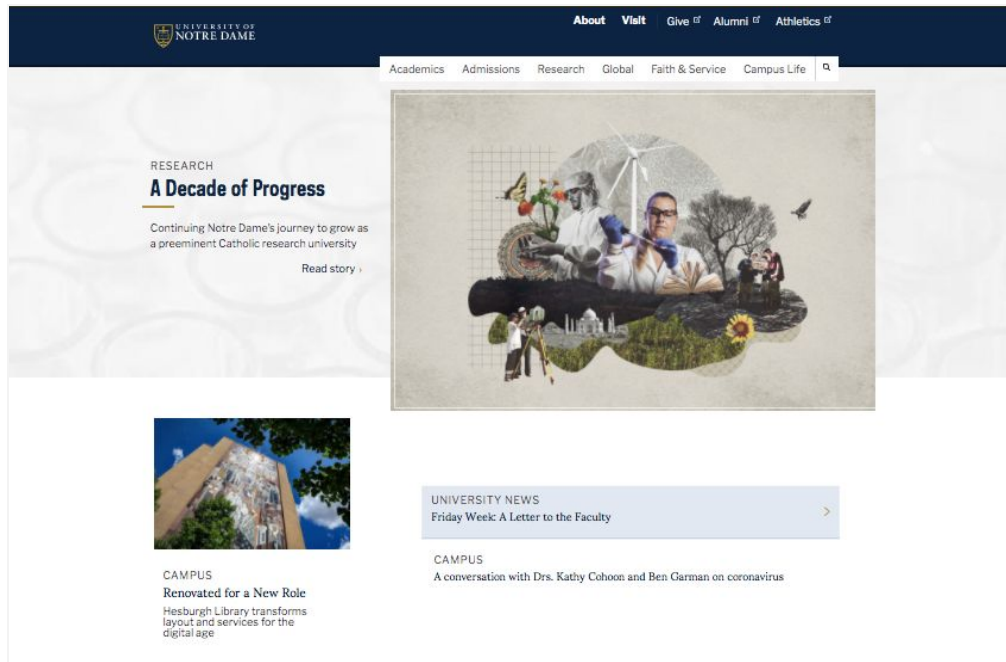 UNIVERSITY OF
NOTRE DAME
About Visit Give Alumni Athletics
Academics Admissions Research Global Faith & Service Campus Life
RESEARCH
A Decade of Progress
Continuing Notre Dame's journey to grow as
a preeminent Catholic research university
Read story ›
CAMPUS
Renovated for a New Role
Hesburgh Library transforms
layout and services for the
digital age
UNIVERSITY NEWS
Friday Week: A Letter to the Faculty
CAMPUS
A conversation with Drs. Kathy Cohoon and Ben Garman on coronavirus